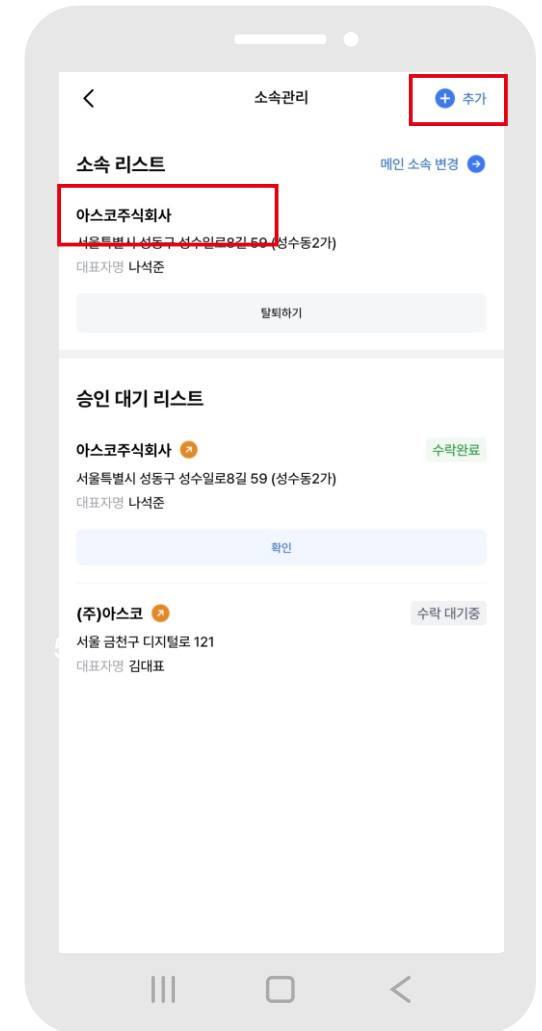 소속관리
추가
소속 리스트
메인 소속 변경
아스코주식회사
서울특별시 성동구 성수일로8길 59 (성수동2가)
대표자명 나석준
탈퇴하기
승인 대기 리스트
아스코주식회사
수락완료
서울특별시 성동구 성수일로8길 59 (성수동2가)
대표자명 나석준
확인
(주)아스코
수락 대기중
서울 금천구 디지털로 121
대표자명 김대표